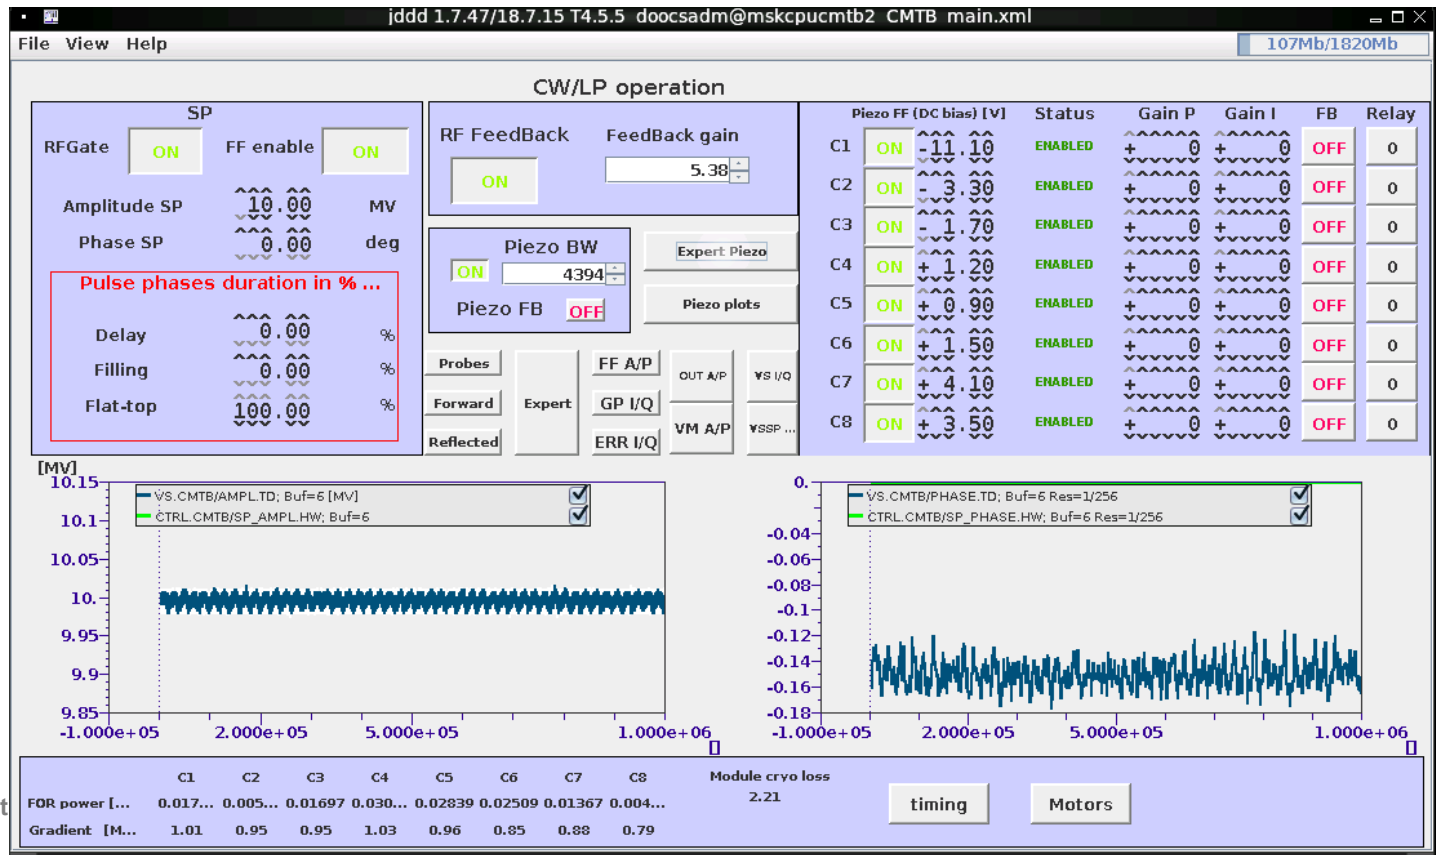 jddd 1.7.47/18.7.15 T4.5.5 doocsadm@mskcpucmtb2 CMTB main.xml
File View Help
107Mb/1820Mb
CW/LP operation
SP
RFGate ON FF enable ON
Amplitude SP 10.00 MV
Phase SP 0.00 deg
Pulse phases duration in % ...
Delay 0.00 %
Filling 0.00 %
Flat-top 100.00 %
RF FeedBack FeedBack gain
ON 5.38
Piezo BW
ON 4394
Piezo FB OFF
Expert Piezo
Piezo plots
Probes
Forward
Reflected
Expert
FF A/P
GP I/Q
ERR I/Q
OUT A/P
VM A/P
VS I/Q
VSSP ...
Piezo FF (DC bias) [V] Status Gain P Gain I FB Relay
C1 ON -11.10 ENABLED + 0 + 0 OFF 0
C2 ON - 3.30 ENABLED + 0 + 0 OFF 0
C3 ON - 1.70 ENABLED + 0 + 0 OFF 0
C4 ON + 1.20 ENABLED + 0 + 0 OFF 0
C5 ON + 0.90 ENABLED + 0 + 0 OFF 0
C6 ON + 1.50 ENABLED + 0 + 0 OFF 0
C7 ON + 4.10 ENABLED + 0 + 0 OFF 0
C8 ON + 3.50 ENABLED + 0 + 0 OFF 0
[MV]
10.15
10.1
10.05
10.
9.95
9.9
9.85
VS.CMTB/AMPL.TD; Buf=6 [MV]
CTRL.CMTB/SP_AMPL.HW; Buf=6
-1.000e+05 2.000e+05 5.000e+05 1.000e+06
[]
0.
-0.04
-0.06
-0.08
-0.1
-0.12
-0.14
-0.16
-0.18
VS.CMTB/PHASE.TD; Buf=6 Res=1/256
CTRL.CMTB/SP_PHASE.HW; Buf=6 Res=1/256
-1.000e+05 2.000e+05 5.000e+05 1.000e+06
[]
C1 C2 C3 C4 C5 C6 C7 C8 Module cryo loss
FOR power [... 0.017... 0.005... 0.01697 0.030... 0.02839 0.02509 0.01367 0.004... 2.21
Gradient [M... 1.01 0.95 0.95 1.03 0.96 0.85 0.88 0.79
timing Motors
t